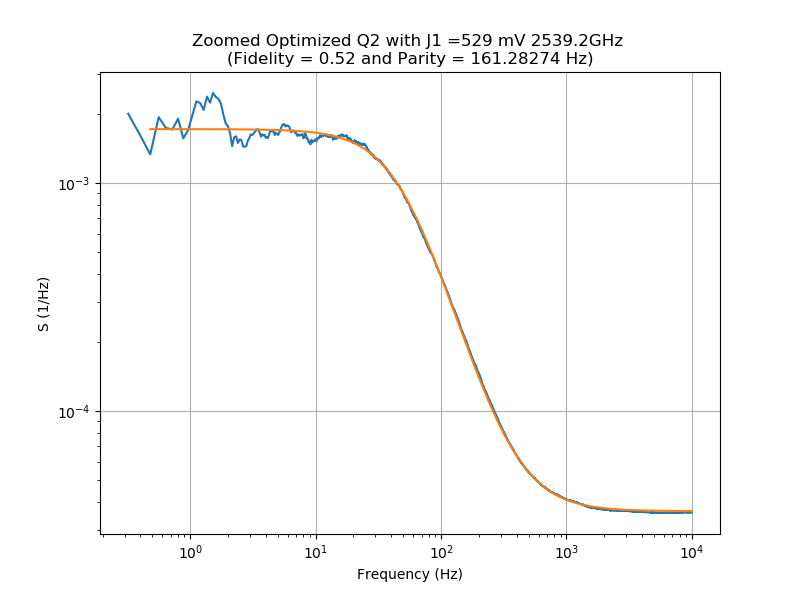 Zoomed Optimized Q2 with J1 =529 mV 2539.2GHz
(Fidelity = 0.52 and Parity = 161.28274 Hz)
S (1/Hz)
10⁻³
10⁻⁴
10⁰ 10¹ 10² 10³ 10⁴
Frequency (Hz)